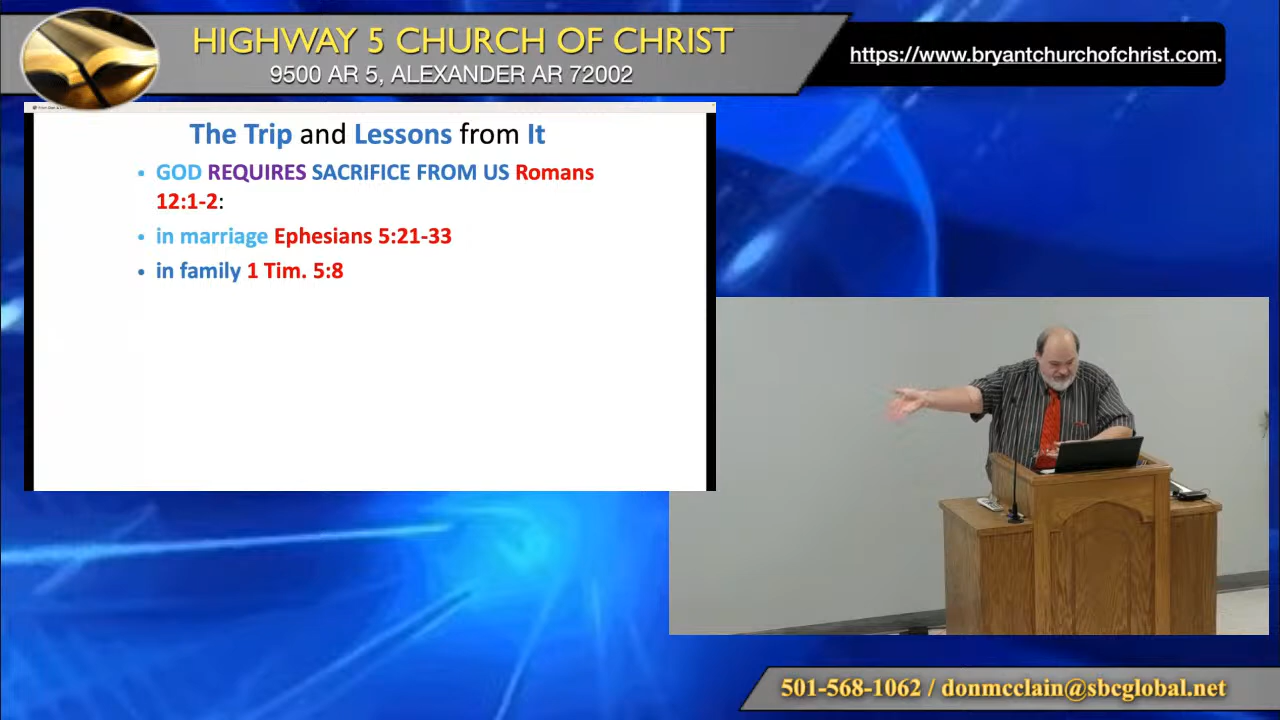 HIGHWAY 5 CHURCH OF CHRIST
9500 AR 5, ALEXANDER AR 72002
https://www.bryantchurchofchrist.com.
The Trip and Lessons from It
• GOD REQUIRES SACRIFICE FROM US Romans
12:1-2:
• in marriage Ephesians 5:21-33
• in family 1 Tim. 5:8
501-568-1062 / donmcclain@sbcglobal.net